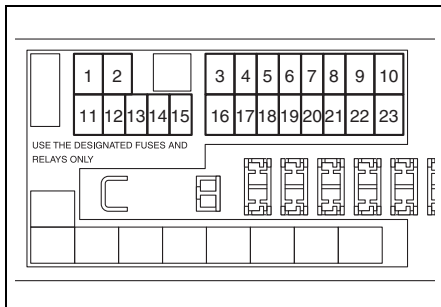 1 2 3 4 5 6 7 8 9 10
11 12 13 14 15 16 17 18 19 20 21 22 23
USE THE DESIGNATED FUSES AND
RELAYS ONLY